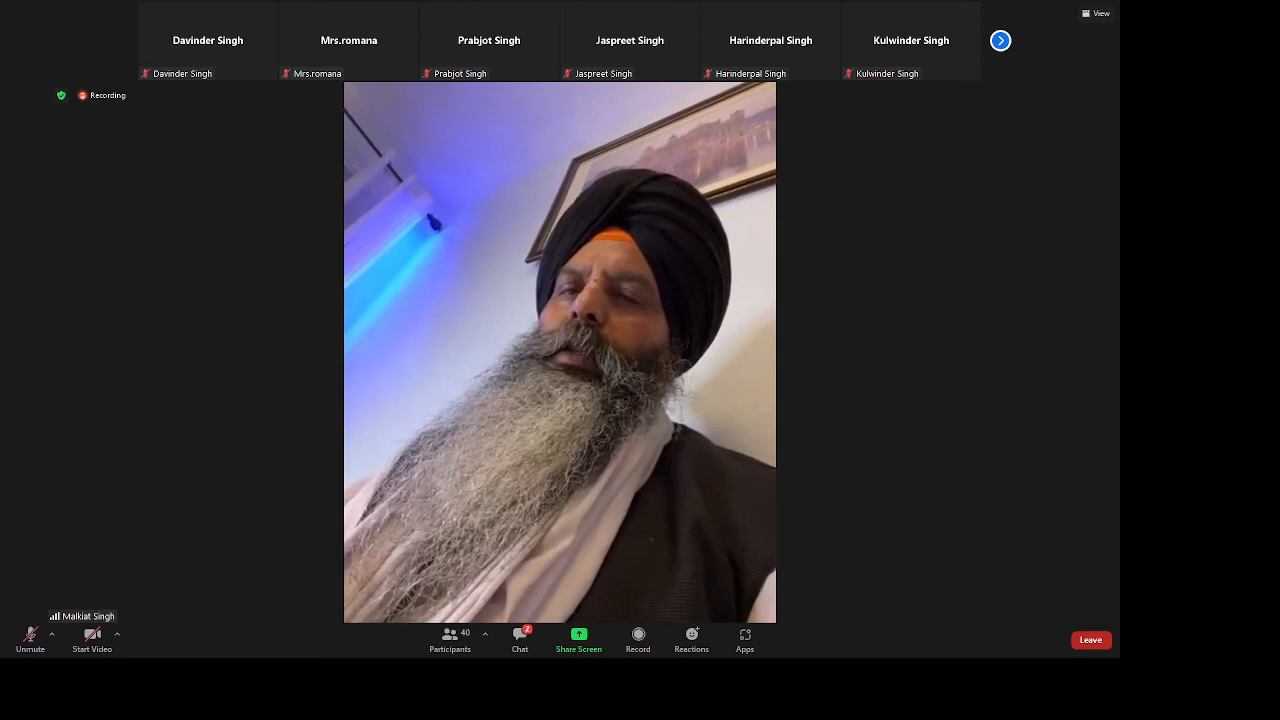 View
Davinder Singh
Mrs.romana
Prabjot Singh
Jaspreet Singh
Harinderpal Singh
Kulwinder Singh
Davinder Singh
Mrs.romana
Prabjot Singh
Jaspreet Singh
Harinderpal Singh
Kulwinder Singh
Recording
Malkiat Singh
Unmute
Start Video
40
Participants
2
Chat
Share Screen
Record
Reactions
Apps
Leave